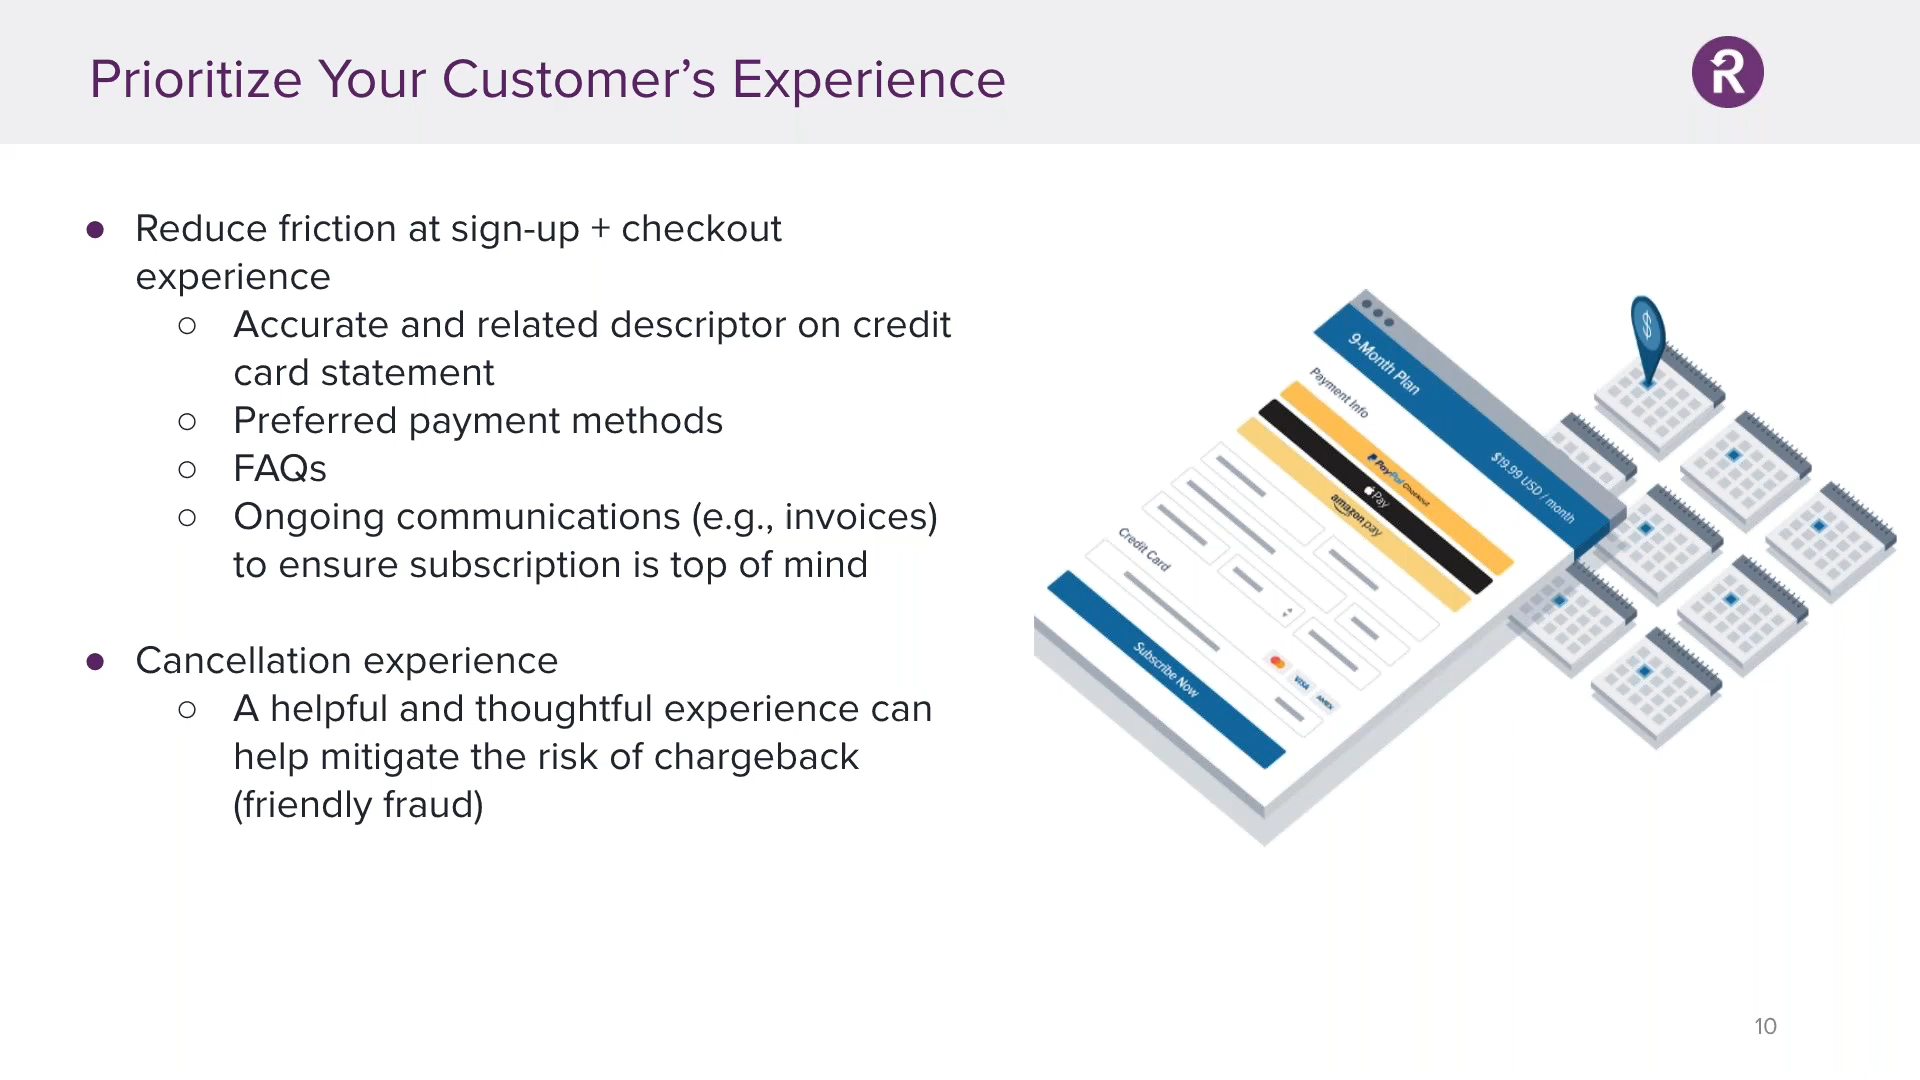 Prioritize Your Customer’s Experience
R
● Reduce friction at sign-up + checkout
experience
○ Accurate and related descriptor on credit
card statement
○ Preferred payment methods
○ FAQs
○ Ongoing communications (e.g., invoices)
to ensure subscription is top of mind
● Cancellation experience
○ A helpful and thoughtful experience can
help mitigate the risk of chargeback
(friendly fraud)
9-Month Plan
$19.99 USD / month
Payment Info
PayPal Checkout
Pay
amazon pay
Credit Card
VISA
AMEX
Subscribe Now
$
10